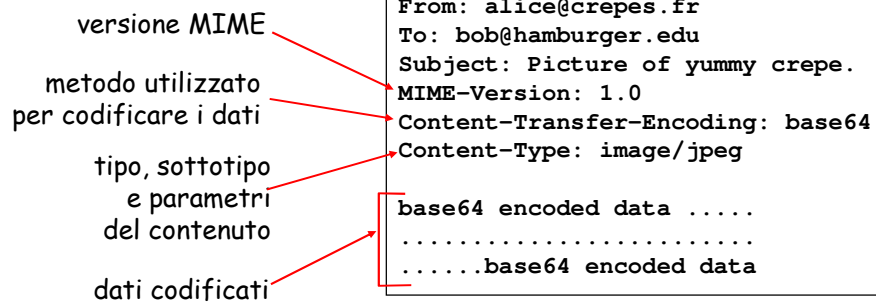 versione MIME
metodo utilizzato
per codificare i dati
tipo, sottotipo
e parametri
del contenuto
dati codificati
From: alice@crepes.fr
To: bob@hamburger.edu
Subject: Picture of yummy crepe.
MIME-Version: 1.0
Content-Transfer-Encoding: base64
Content-Type: image/jpeg
base64 encoded data .....
.........................
......base64 encoded data